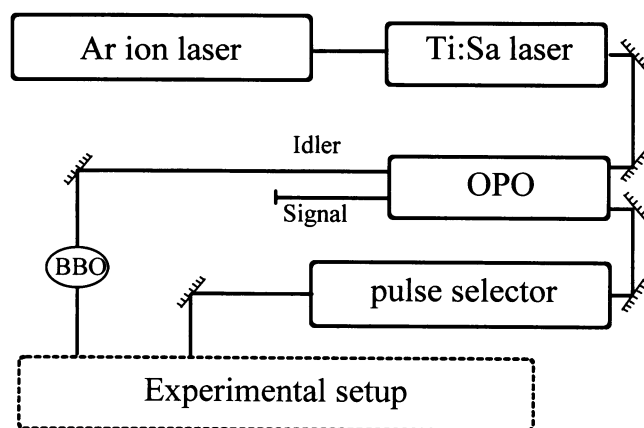 Ar ion laser
Ti:Sa laser
Idler
OPO
Signal
BBO
pulse selector
Experimental setup